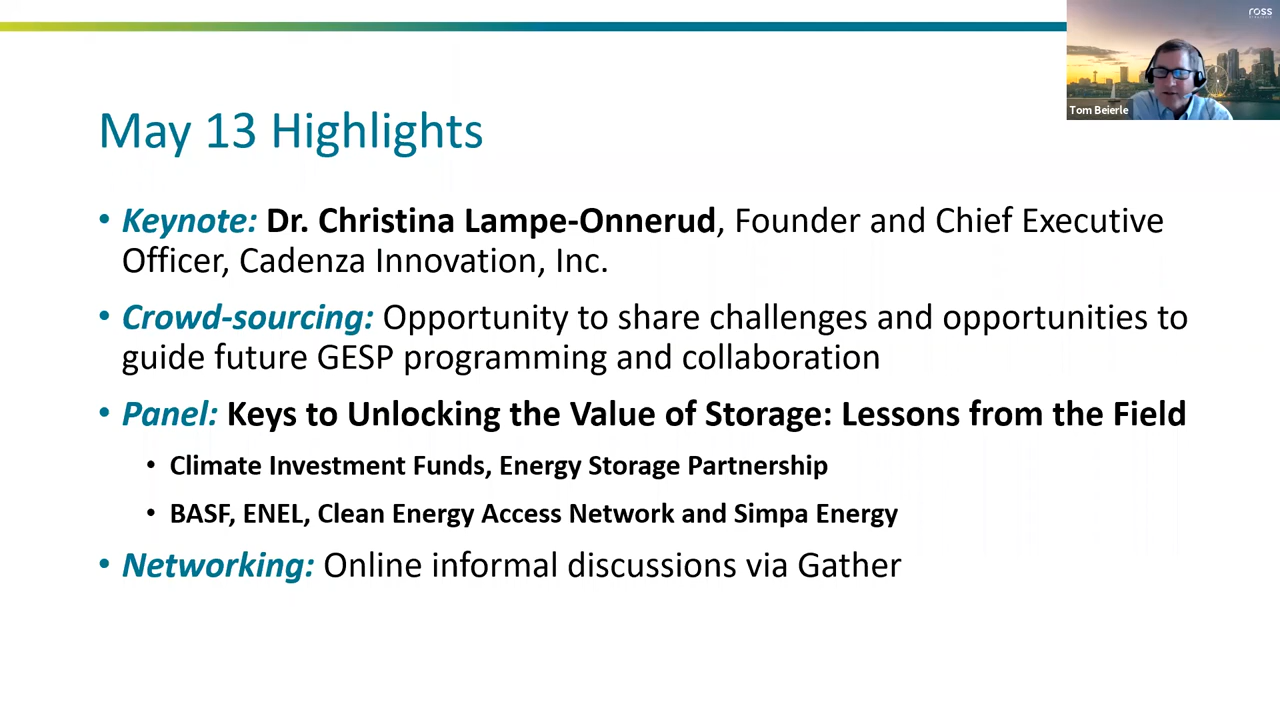 ross
Tom Beierle
May 13 Highlights
• Keynote: Dr. Christina Lampe-Onnerud, Founder and Chief Executive
Officer, Cadenza Innovation, Inc.
• Crowd-sourcing: Opportunity to share challenges and opportunities to
guide future GESP programming and collaboration
• Panel: Keys to Unlocking the Value of Storage: Lessons from the Field
• Climate Investment Funds, Energy Storage Partnership
• BASF, ENEL, Clean Energy Access Network and Simpa Energy
• Networking: Online informal discussions via Gather